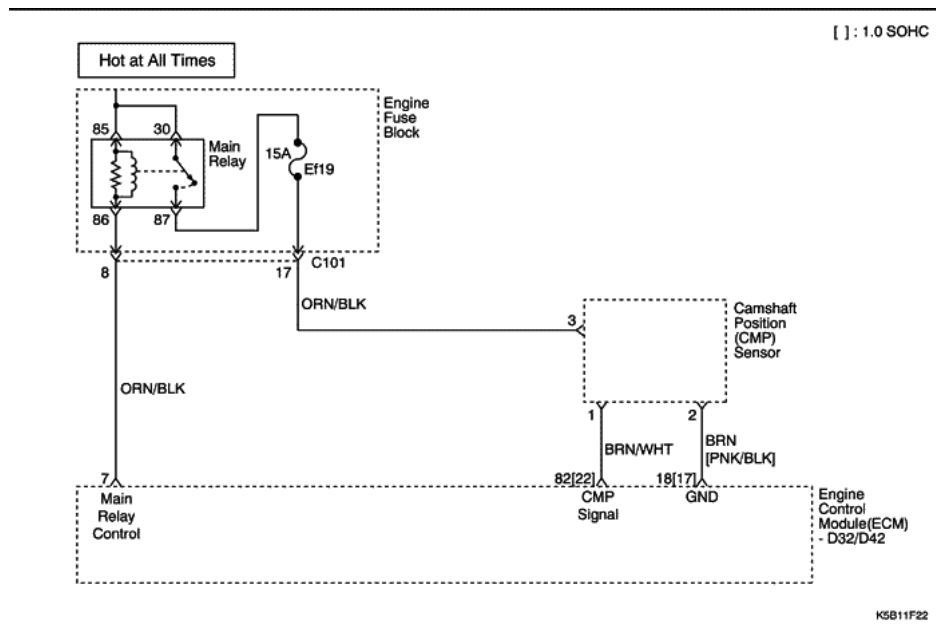 [ ] : 1.0 SOHC
Hot at All Times
Engine
Fuse
Block
85
30
Main
Relay
15A
Ef19
86
87
8
17
C101
ORN/BLK
3
Camshaft
Position
(CMP)
Sensor
ORN/BLK
1
2
BRN/WHT
BRN
[PNK/BLK]
7
82[22]
18[17]
Main
Relay
Control
CMP
Signal
GND
Engine
Control
Module(ECM)
- D32/D42
K5B11F22